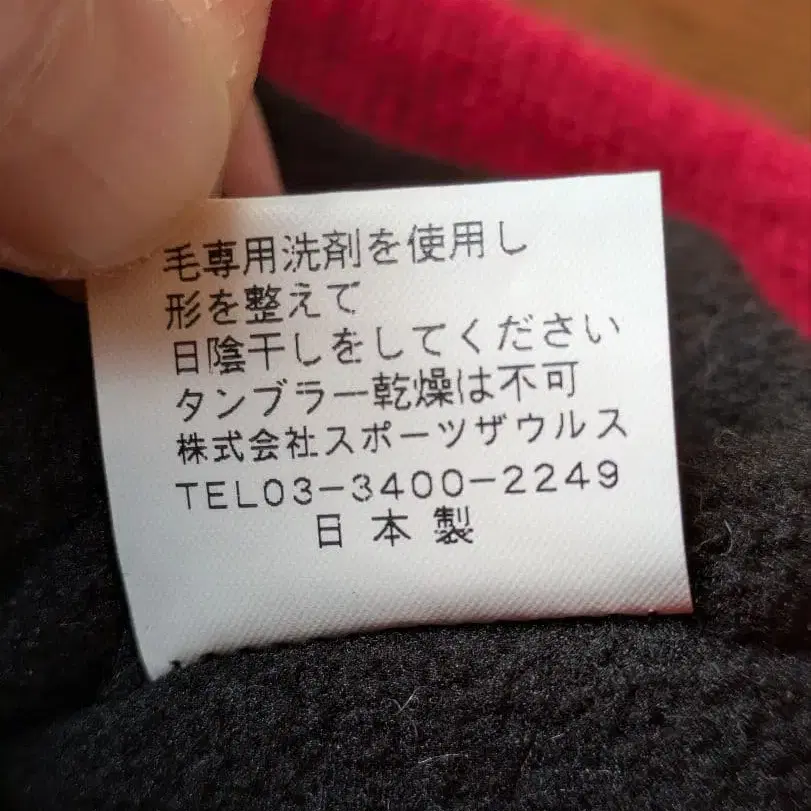 毛専用洗剤を使用し
形を整えて
日陰干しをしてください
タンブラー乾燥は不可
株式会社スポーツザウルス
TEL03-3400-2249
日本製